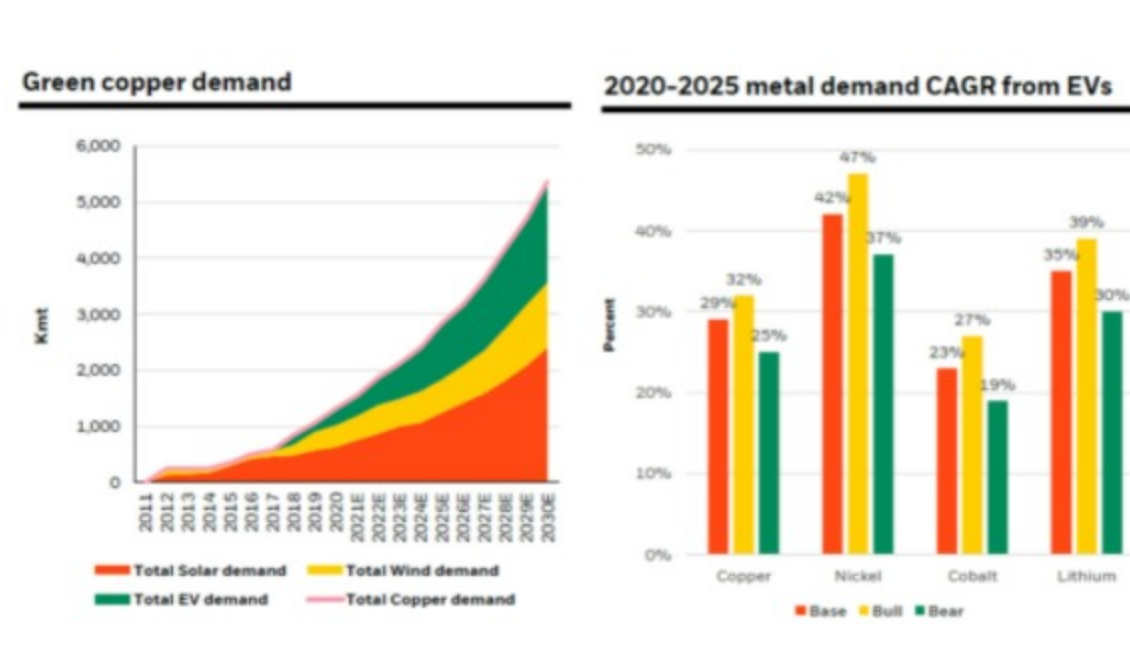 Green copper demand
6,000
5,000
4,000
3,000
2,000
1,000
0
Kmt
2011
2012
2013
2014
2015
2016
2017
2018
2019
2020
2021E
2022E
2023E
2024E
2025E
2026E
2027E
2028E
2029E
2030E
Total Solar demand
Total Wind demand
Total EV demand
Total Copper demand
2020-2025 metal demand CAGR from EVs
50%
40%
30%
20%
10%
0%
Percent
29%
32%
25%
42%
47%
37%
23%
27%
19%
35%
39%
30%
Copper
Nickel
Cobalt
Lithium
Base
Bull
Bear